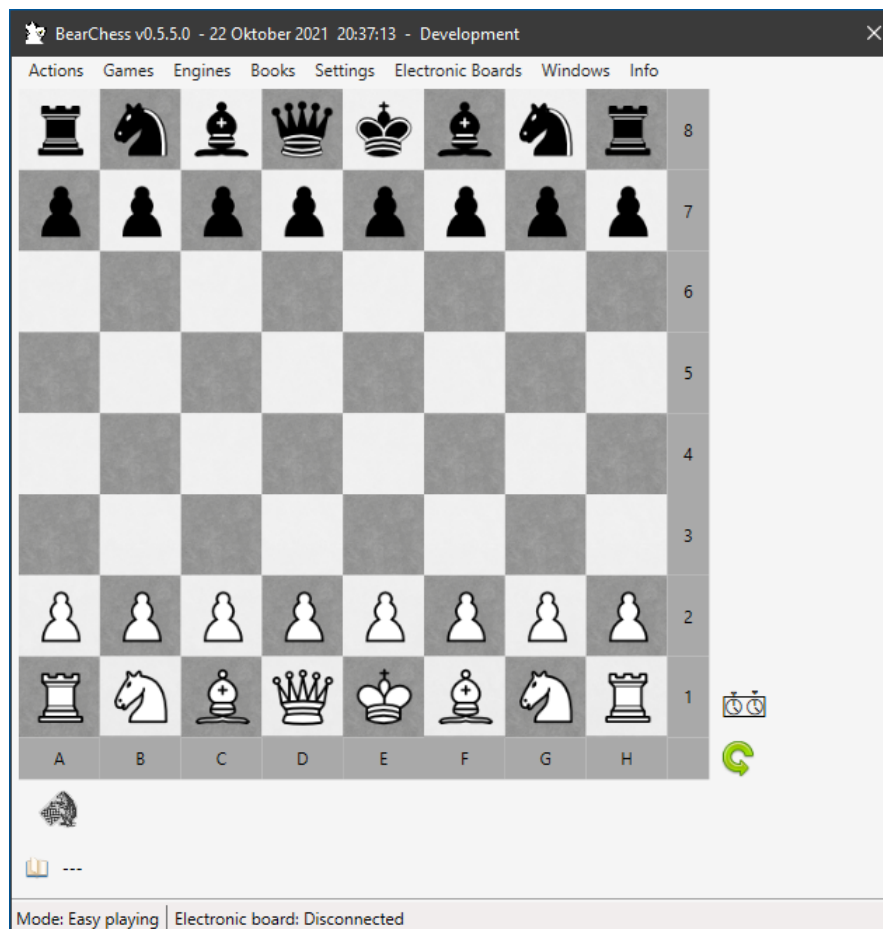 BearChess v0.5.5.0 - 22 Oktober 2021 20:37:13 - Development
Actions Games Engines Books Settings Electronic Boards Windows Info
8
7
6
5
4
3
2
1
A B C D E F G H
---
Mode: Easy playing Electronic board: Disconnected